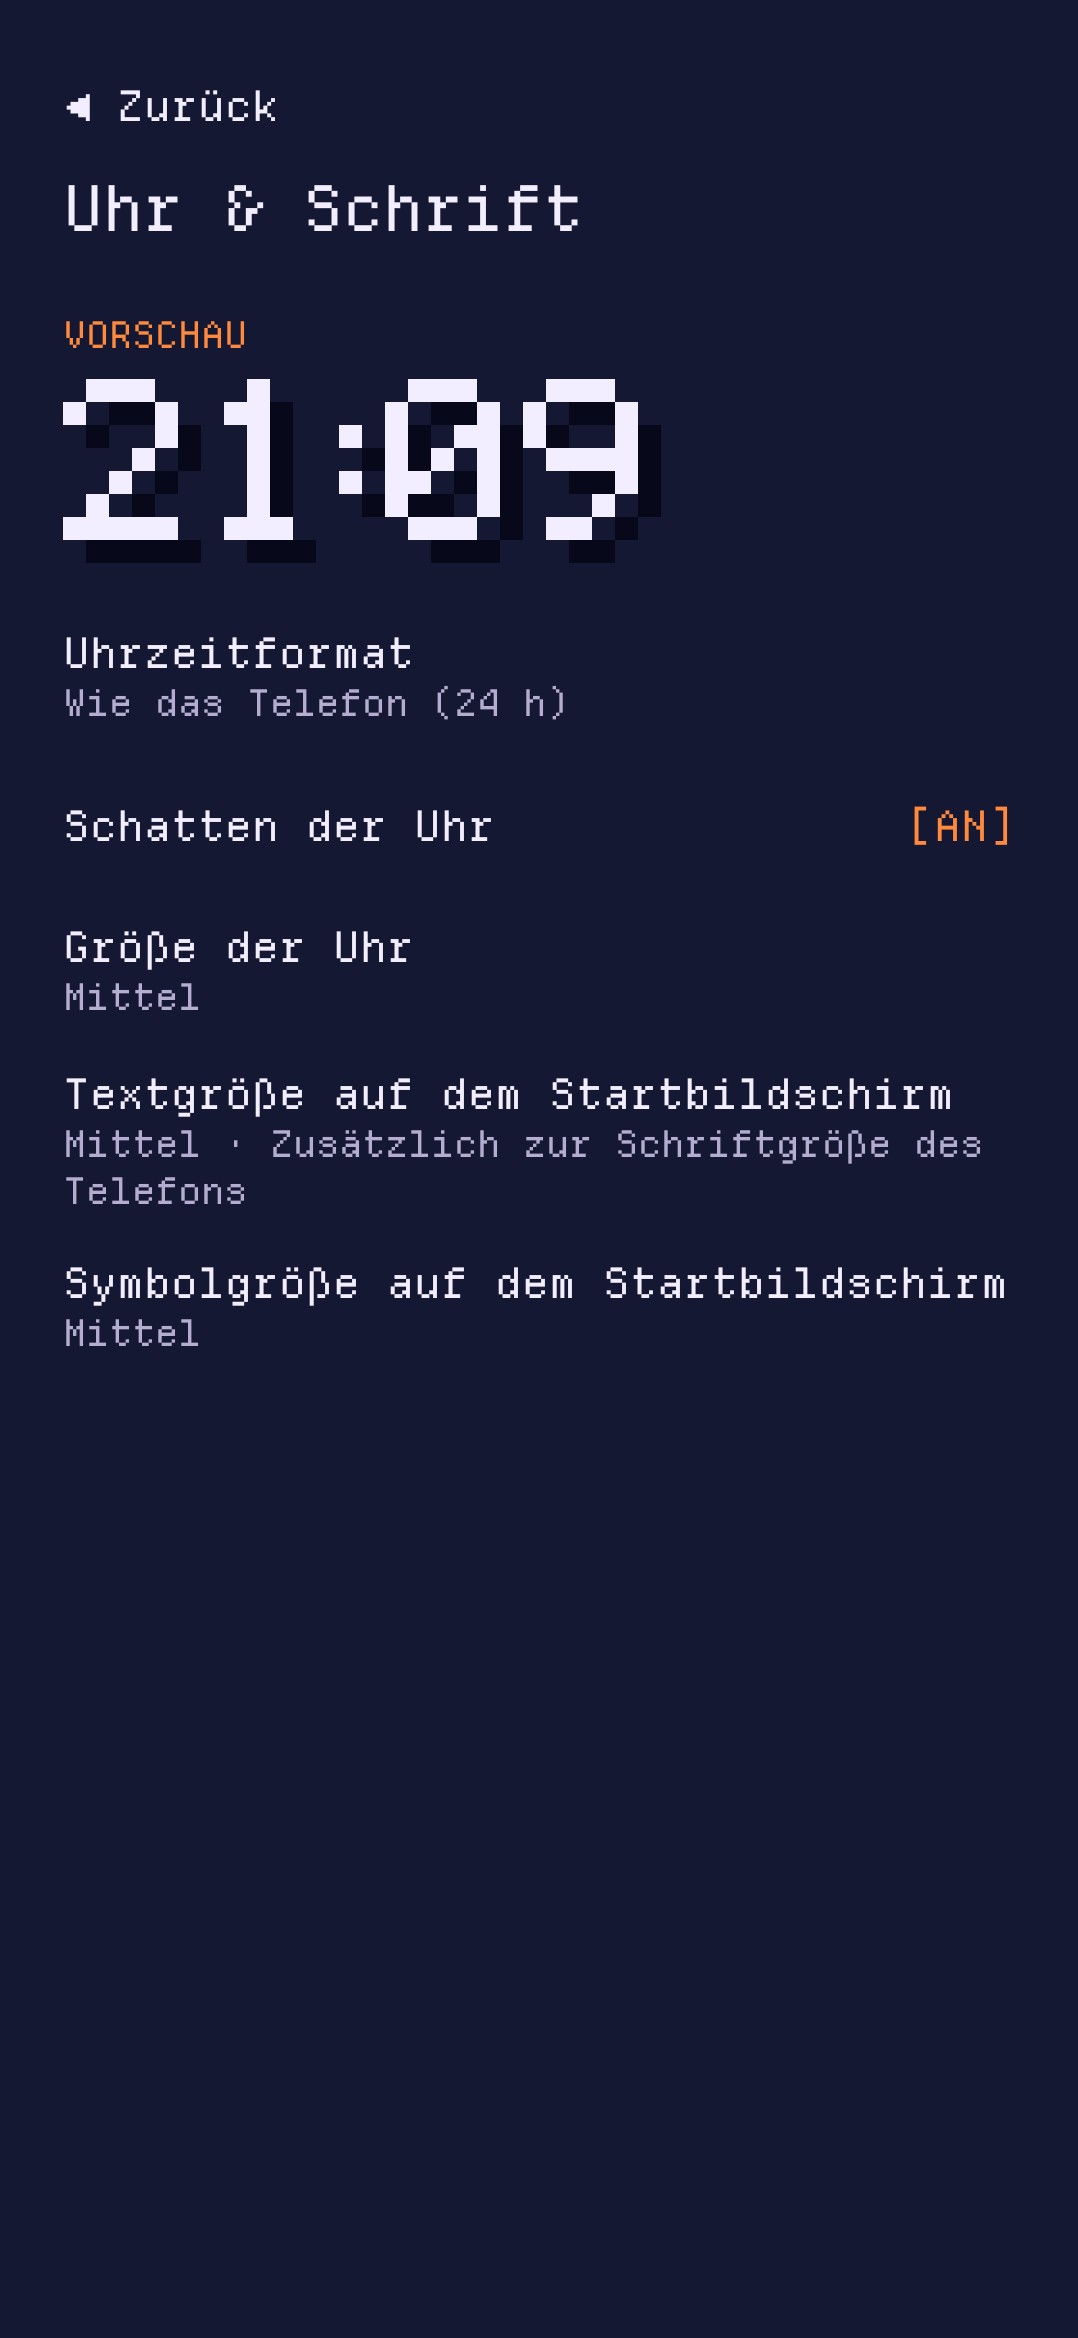 ◀ Zurück
Uhr & Schrift
VORSCHAU
21:09
Uhrzeitformat
Wie das Telefon (24 h)
Schatten der Uhr [AN]
Größe der Uhr
Mittel
Textgröße auf dem Startbildschirm
Mittel · Zusätzlich zur Schriftgröße des
Telefons
Symbolgröße auf dem Startbildschirm
Mittel